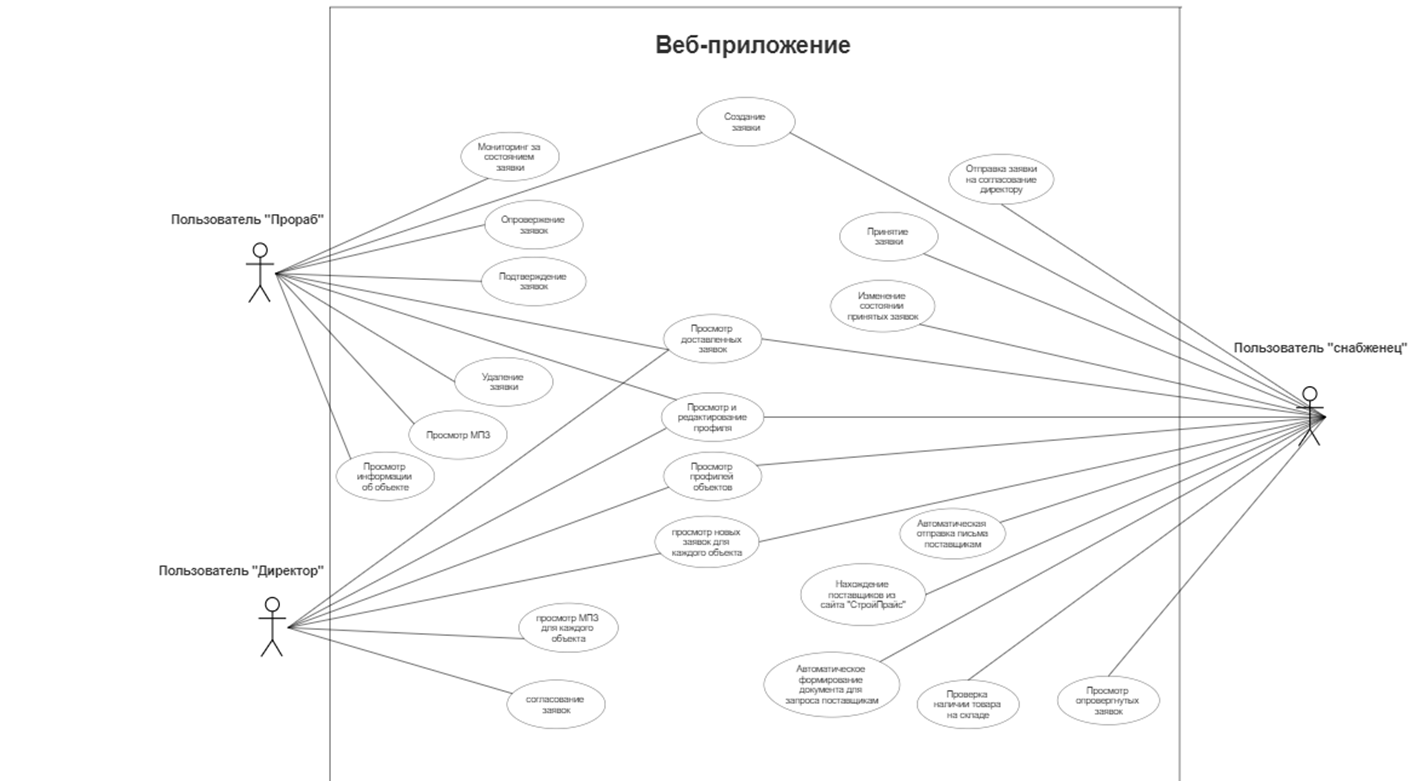 Веб-приложение
Создание
заявки
Мониторинг за
состоянием
заявки
Отправка заявки
на согласование
директору
Пользователь "Прораб"
Опровержение
заявок
Принятие
заявки
Подтверждение
заявок
Изменение
состоянии
принятых заявок
Просмотр
доставленных
заявок
Пользователь "снабженец"
Удаление
заявки
Просмотр и
редактирование
профиля
Просмотр МПЗ
Просмотр
информации
об объекте
Просмотр
профилей
объектов
просмотр новых
заявок для
каждого объекта
Автоматическая
отправка письма
поставщикам
Пользователь "Директор"
Нахождение
поставщиков из
сайта "СтройПрайс"
просмотр МПЗ
для каждого
объекта
Автоматическое
формирование
документа для
запроса поставщикам
согласование
заявок
Проверка
наличии товара
на складе
Просмотр
опровергнутых
заявок